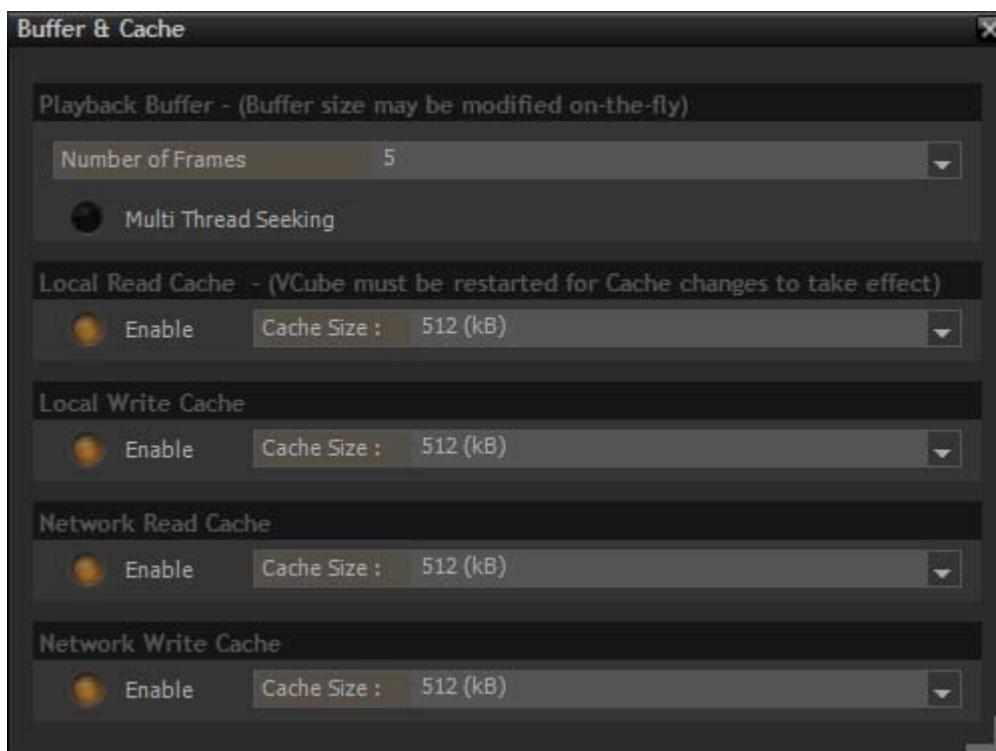 Buffer & Cache
Playback Buffer - (Buffer size may be modified on-the-fly)
Number of Frames 5
Multi Thread Seeking
Local Read Cache - (VCube must be restarted for Cache changes to take effect)
Enable Cache Size : 512 (kB)
Local Write Cache
Enable Cache Size : 512 (kB)
Network Read Cache
Enable Cache Size : 512 (kB)
Network Write Cache
Enable Cache Size : 512 (kB)